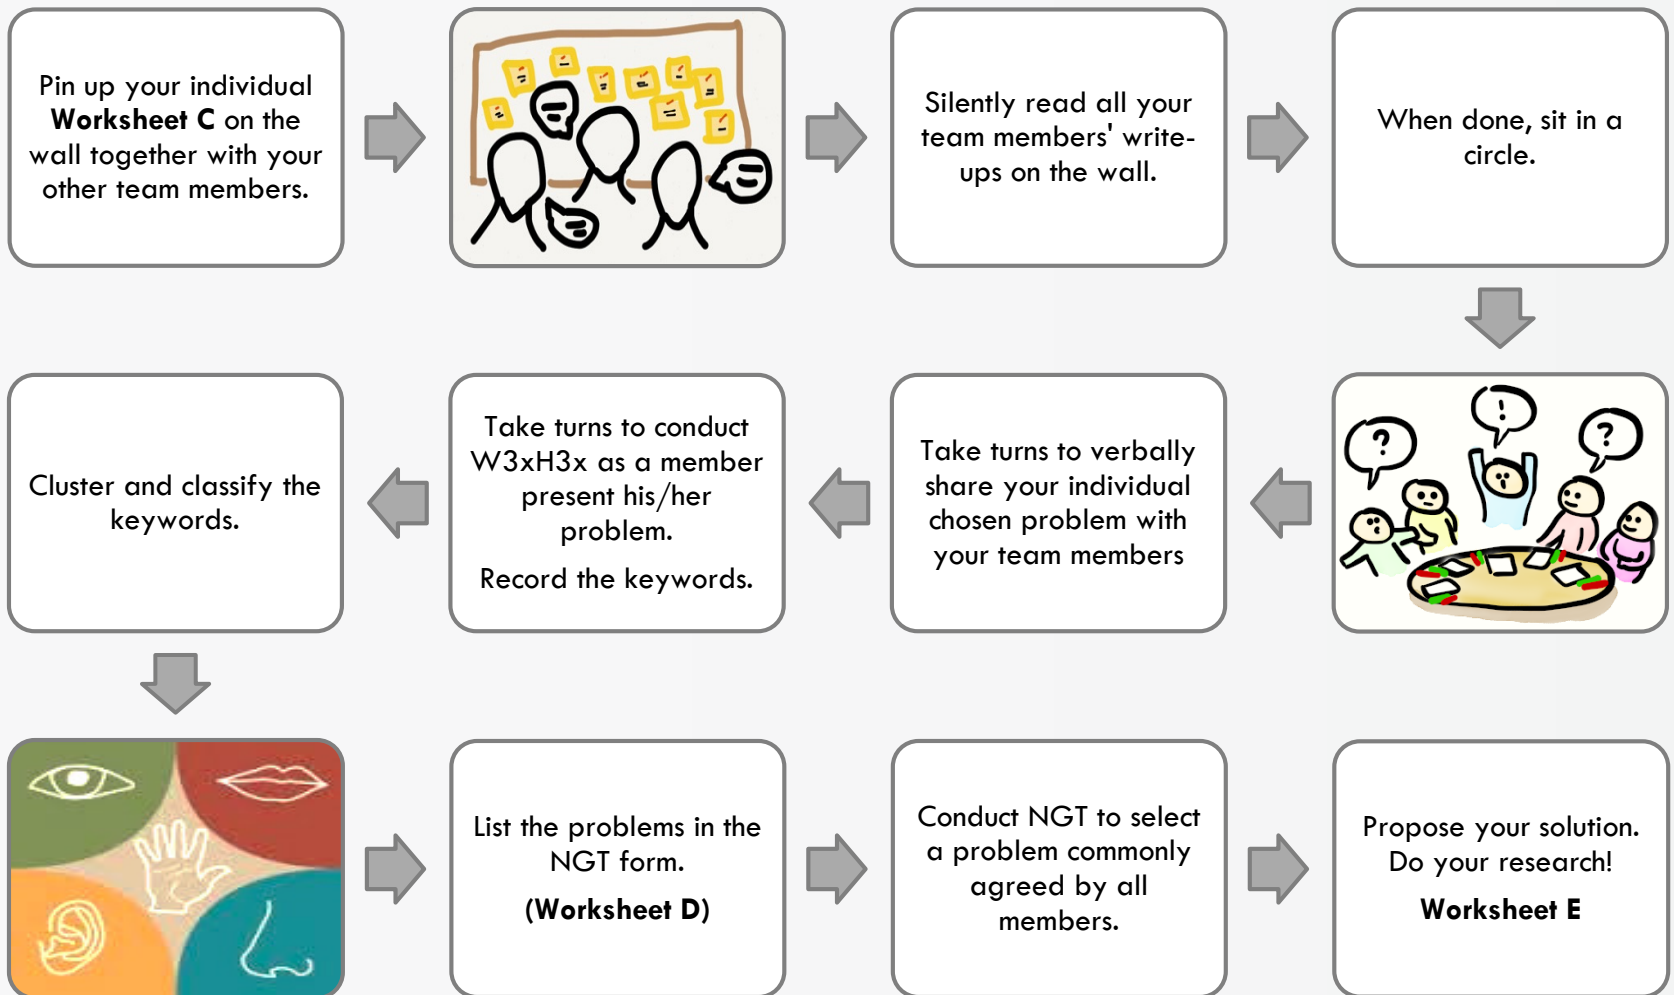 Pin up your individual
Worksheet C on the
wall together with your
other team members.
Silently read all your
team members' write-
ups on the wall.
When done, sit in a
circle.
?
!
?
Take turns to verbally
share your individual
chosen problem with
your team members
Take turns to conduct
W3xH3x as a member
present his/her
problem.
Record the keywords.
Cluster and classify the
keywords.
List the problems in the
NGT form.
(Worksheet D)
Conduct NGT to select
a problem commonly
agreed by all
members.
Propose your solution.
Do your research!
Worksheet E